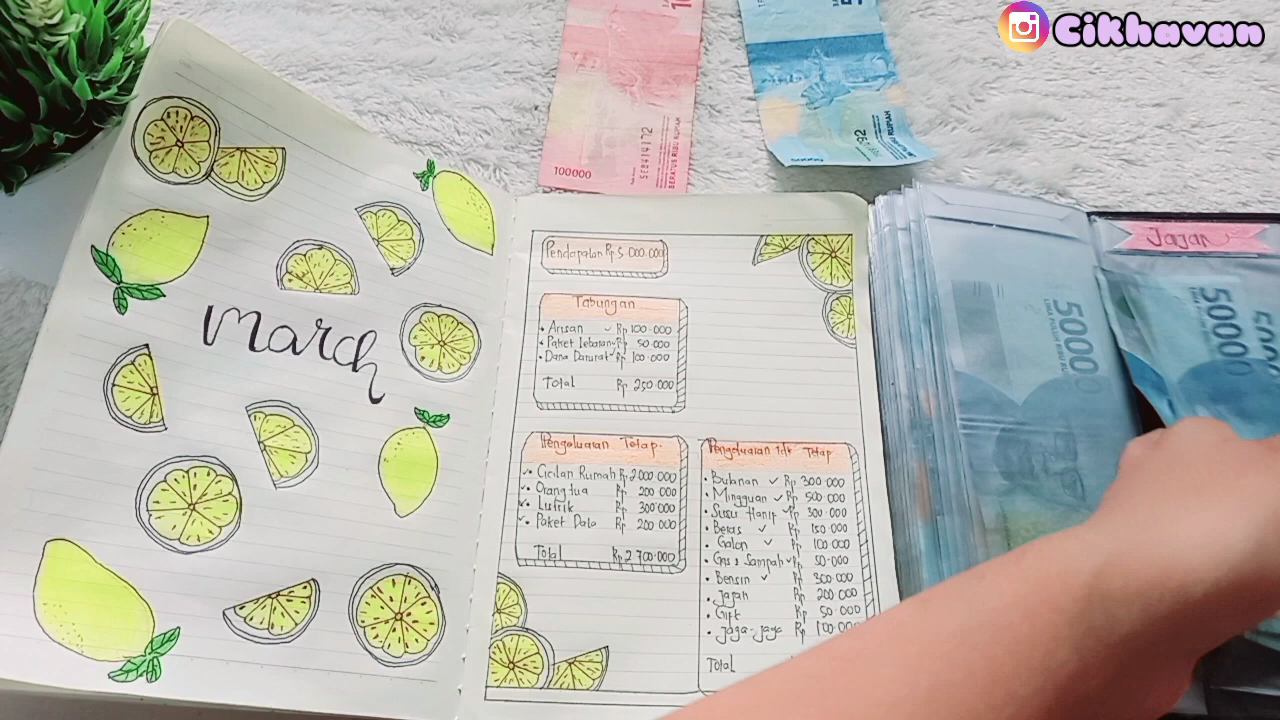 Cikhavan
100000
SEB414172
SERATUS RIBU RUPIAH
March
Pendapatan Rp 5.000.000
Tabungan
• Arisan ✓ Rp 100.000
• Paket Lebaran ✓ Rp 50.000
• Dana Darurat ✓ Rp 100.000
Total Rp 250.000
Pengeluaran Tetap
✓• Cicilan Rumah Rp 2.000.000
✓• Orang tua Rp 200.000
✓• Listrik Rp 300.000
✓• Paket Data Rp 200.000
Total Rp 2.700.000
Pengeluaran tdk Tetap
• Bulanan ✓ Rp 300.000
• Mingguan ✓ Rp 500.000
• Susu Hanif ✓ Rp 300.000
• Beras ✓ Rp 150.000
• Galon ✓ Rp 100.000
• Gas & Sampah ✓ Rp 50.000
• Bensin ✓ Rp 300.000
• Jajan Rp 200.000
• Gift Rp 50.000
• Jaga-jaga Rp 100.000
Total
Jajan
50000
50000